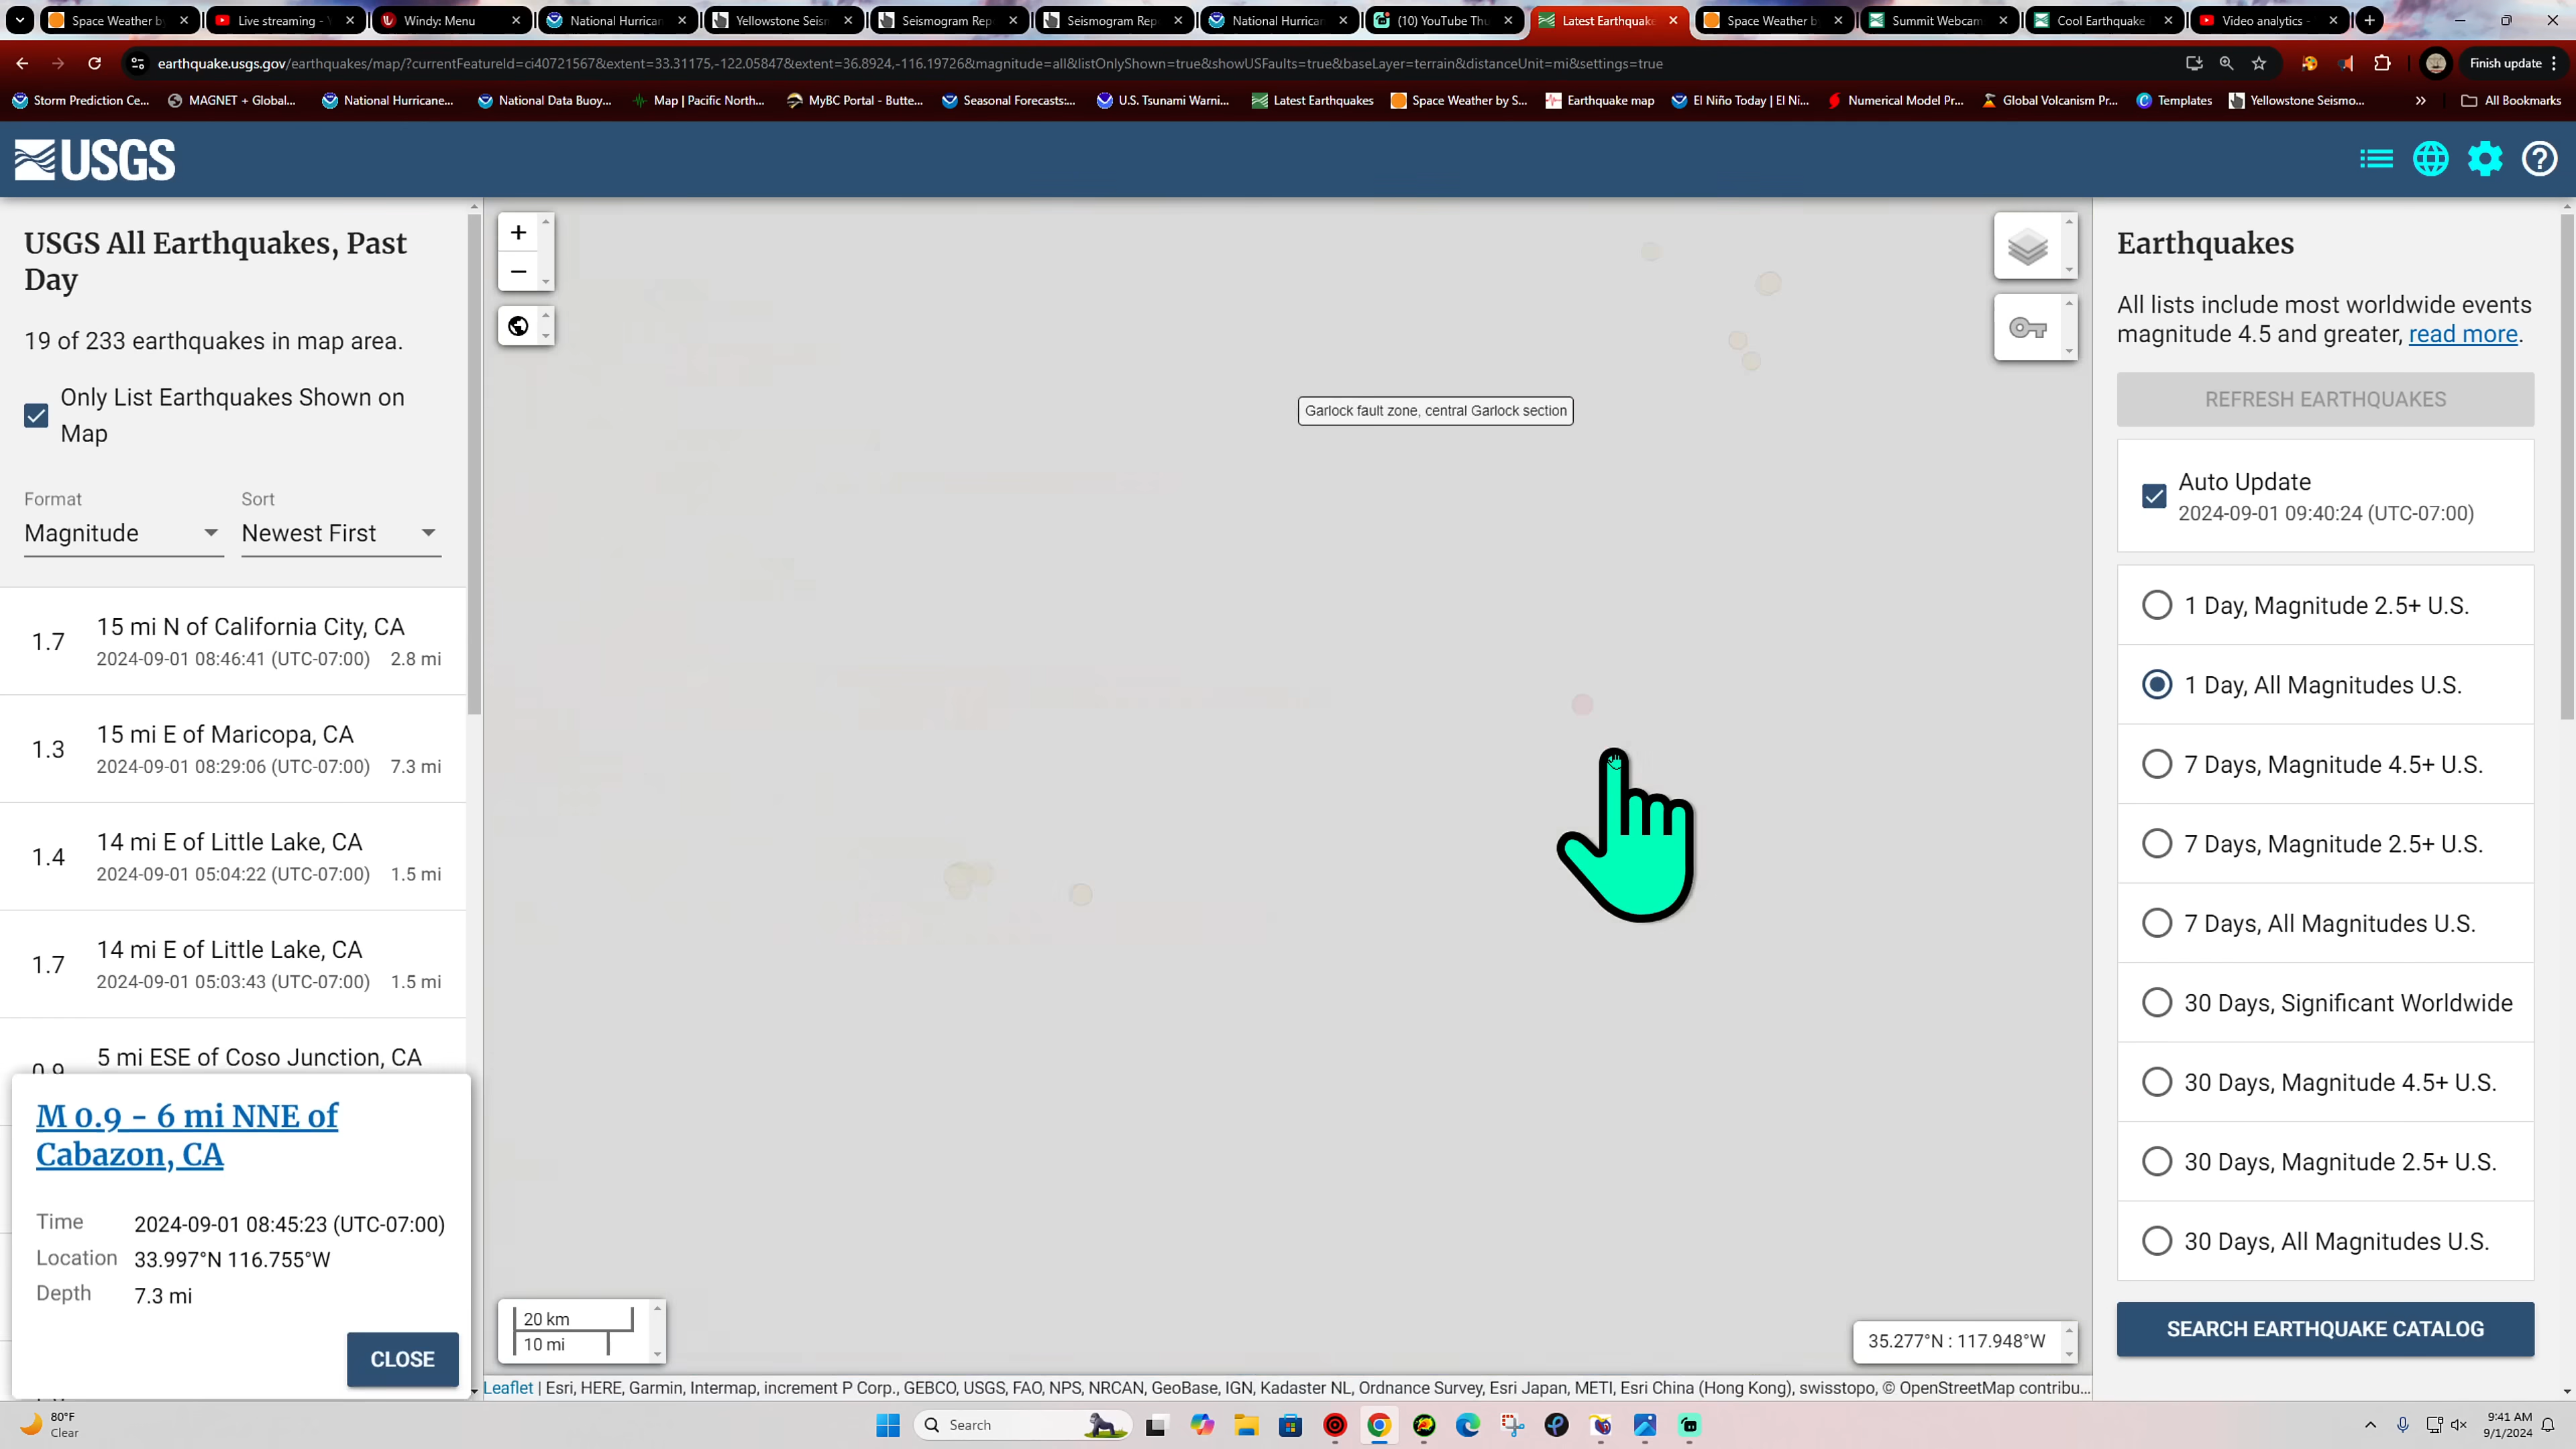 Space Weather by
Live streaming - Y
Windy: Menu
National Hurrican
Yellowstone Seism
Seismogram Rep
Seismogram Rep
National Hurrican
(10) YouTube Thu
Latest Earthquake
Space Weather b
Summit Webcam
Cool Earthquake
Video analytics -
earthquake.usgs.gov/earthquakes/map/?currentFeatureId=ci40721567&extent=33.31175,-122.05847&extent=36.8924,-116.19726&magnitude=all&listOnlyShown=true&showUSFaults=true&baseLayer=terrain&distanceUnit=mi&settings=true
Finish update
Storm Prediction Ce...
MAGNET + Global...
National Hurricane...
National Data Buoy...
Map | Pacific North...
MyBC Portal - Butte...
Seasonal Forecasts:...
U.S. Tsunami Warni...
Latest Earthquakes
Space Weather by S...
Earthquake map
El Niño Today | El Ni...
Numerical Model Pr...
Global Volcanism Pr...
Templates
Yellowstone Seismo...
All Bookmarks
USGS
USGS All Earthquakes, Past
Day
19 of 233 earthquakes in map area.
Only List Earthquakes Shown on
Map
Format
Magnitude
Sort
Newest First
1.7
15 mi N of California City, CA
2024-09-01 08:46:41 (UTC-07:00) 2.8 mi
1.3
15 mi E of Maricopa, CA
2024-09-01 08:29:06 (UTC-07:00) 7.3 mi
1.4
14 mi E of Little Lake, CA
2024-09-01 05:04:22 (UTC-07:00) 1.5 mi
1.7
14 mi E of Little Lake, CA
2024-09-01 05:03:43 (UTC-07:00) 1.5 mi
0.9
5 mi ESE of Coso Junction, CA
M 0.9 - 6 mi NNE of
Cabazon, CA
Time 2024-09-01 08:45:23 (UTC-07:00)
Location 33.997°N 116.755°W
Depth 7.3 mi
CLOSE
+
−
Garlock fault zone, central Garlock section
20 km
10 mi
35.277°N : 117.948°W
Leaflet | Esri, HERE, Garmin, Intermap, increment P Corp., GEBCO, USGS, FAO, NPS, NRCAN, GeoBase, IGN, Kadaster NL, Ordnance Survey, Esri Japan, METI, Esri China (Hong Kong), swisstopo, © OpenStreetMap contribu...
Earthquakes
All lists include most worldwide events
magnitude 4.5 and greater, read more.
REFRESH EARTHQUAKES
Auto Update
2024-09-01 09:40:24 (UTC-07:00)
1 Day, Magnitude 2.5+ U.S.
1 Day, All Magnitudes U.S.
7 Days, Magnitude 4.5+ U.S.
7 Days, Magnitude 2.5+ U.S.
7 Days, All Magnitudes U.S.
30 Days, Significant Worldwide
30 Days, Magnitude 4.5+ U.S.
30 Days, Magnitude 2.5+ U.S.
30 Days, All Magnitudes U.S.
SEARCH EARTHQUAKE CATALOG
80°F
Clear
Search
9:41 AM
9/1/2024